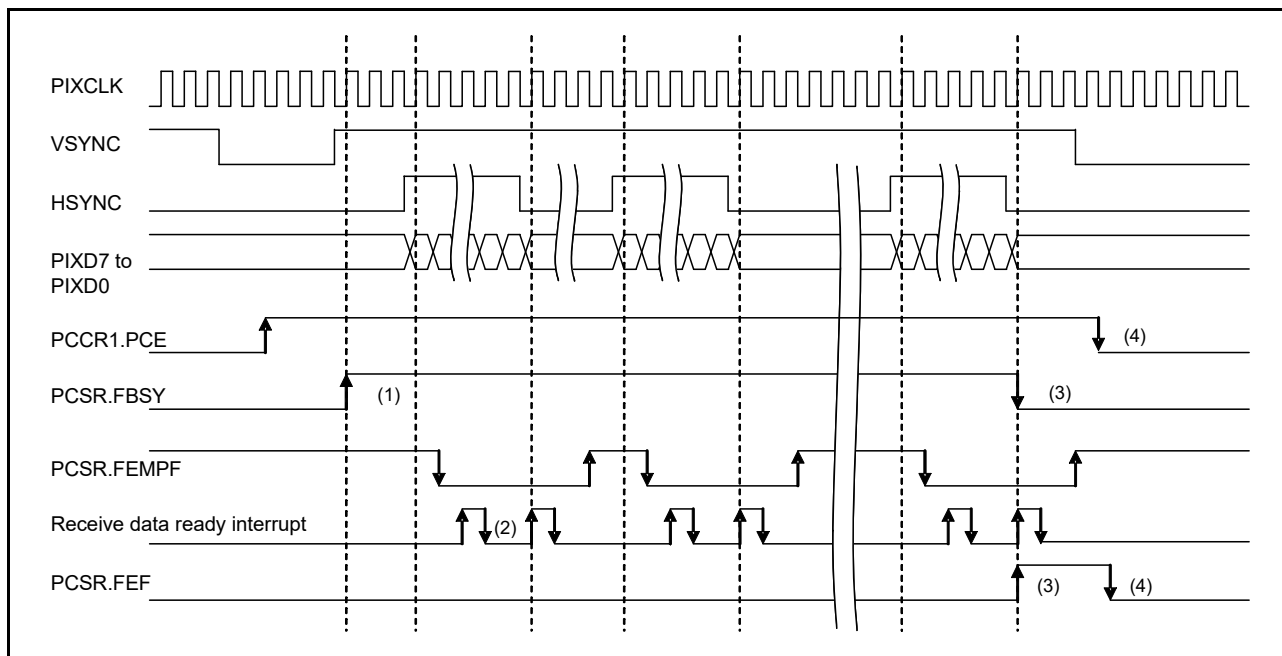 PIXCLK
VSYNC
HSYNC
PIXD7 to
PIXD0
PCCR1.PCE
(4)
PCSR.FBSY
(1)
(3)
PCSR.FEMPF
Receive data ready interrupt
(2)
PCSR.FEF
(3)
(4)